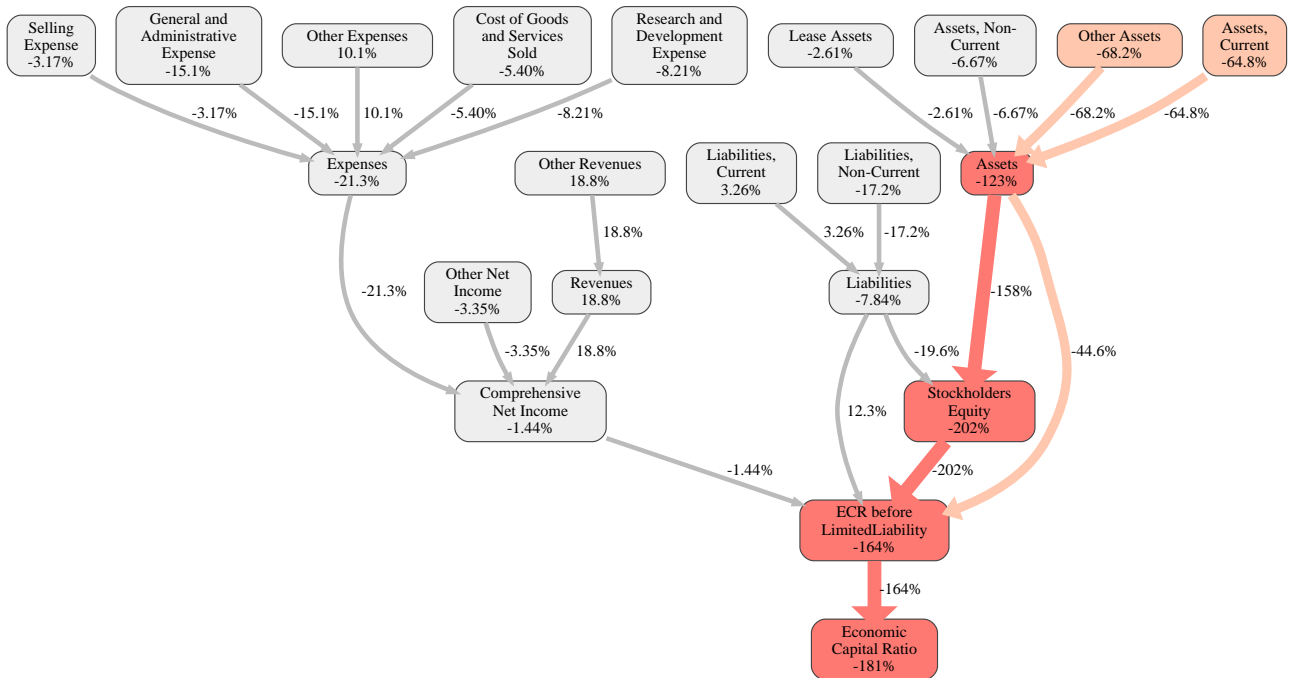 Selling
Expense
-3.17%
General and
Administrative
Expense
-15.1%
Other Expenses
10.1%
Cost of Goods
and Services
Sold
-5.40%
Research and
Development
Expense
-8.21%
Lease Assets
-2.61%
Assets, Non-
Current
-6.67%
Other Assets
-68.2%
Assets,
Current
-64.8%
-3.17%
-15.1%
10.1%
-5.40%
-8.21%
-2.61%
-6.67%
-68.2%
-64.8%
Expenses
-21.3%
Other Revenues
18.8%
Liabilities,
Current
3.26%
Liabilities,
Non-Current
-17.2%
Assets
-123%
18.8%
3.26%
-17.2%
-21.3%
Other Net
Income
-3.35%
Revenues
18.8%
Liabilities
-7.84%
-158%
-3.35%
18.8%
-19.6%
-44.6%
Comprehensive
Net Income
-1.44%
12.3%
Stockholders
Equity
-202%
-1.44%
-202%
ECR before
LimitedLiability
-164%
-164%
Economic
Capital Ratio
-181%